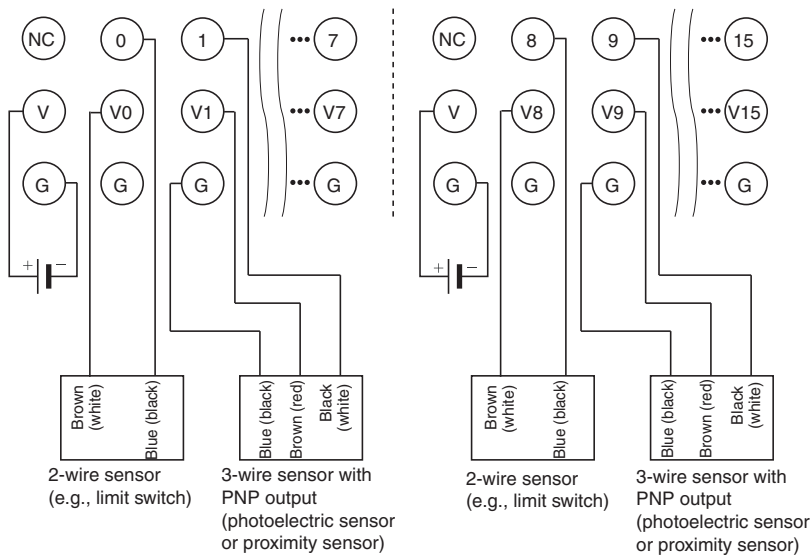 NC 0 1 ••• 7 NC 8 9 ••• 15
V V0 V1 ••• V7 V V8 V9 ••• V15
G G G ••• G G G G ••• G
+ − + −
Brown
(white)
Blue (black)
Blue (black)
Brown (red)
Black
(white)
Brown
(white)
Blue (black)
Blue (black)
Brown (red)
Black
(white)
2-wire sensor
(e.g., limit switch)
3-wire sensor with
PNP output
(photoelectric sensor
or proximity sensor)
2-wire sensor
(e.g., limit switch)
3-wire sensor with
PNP output
(photoelectric sensor
or proximity sensor)